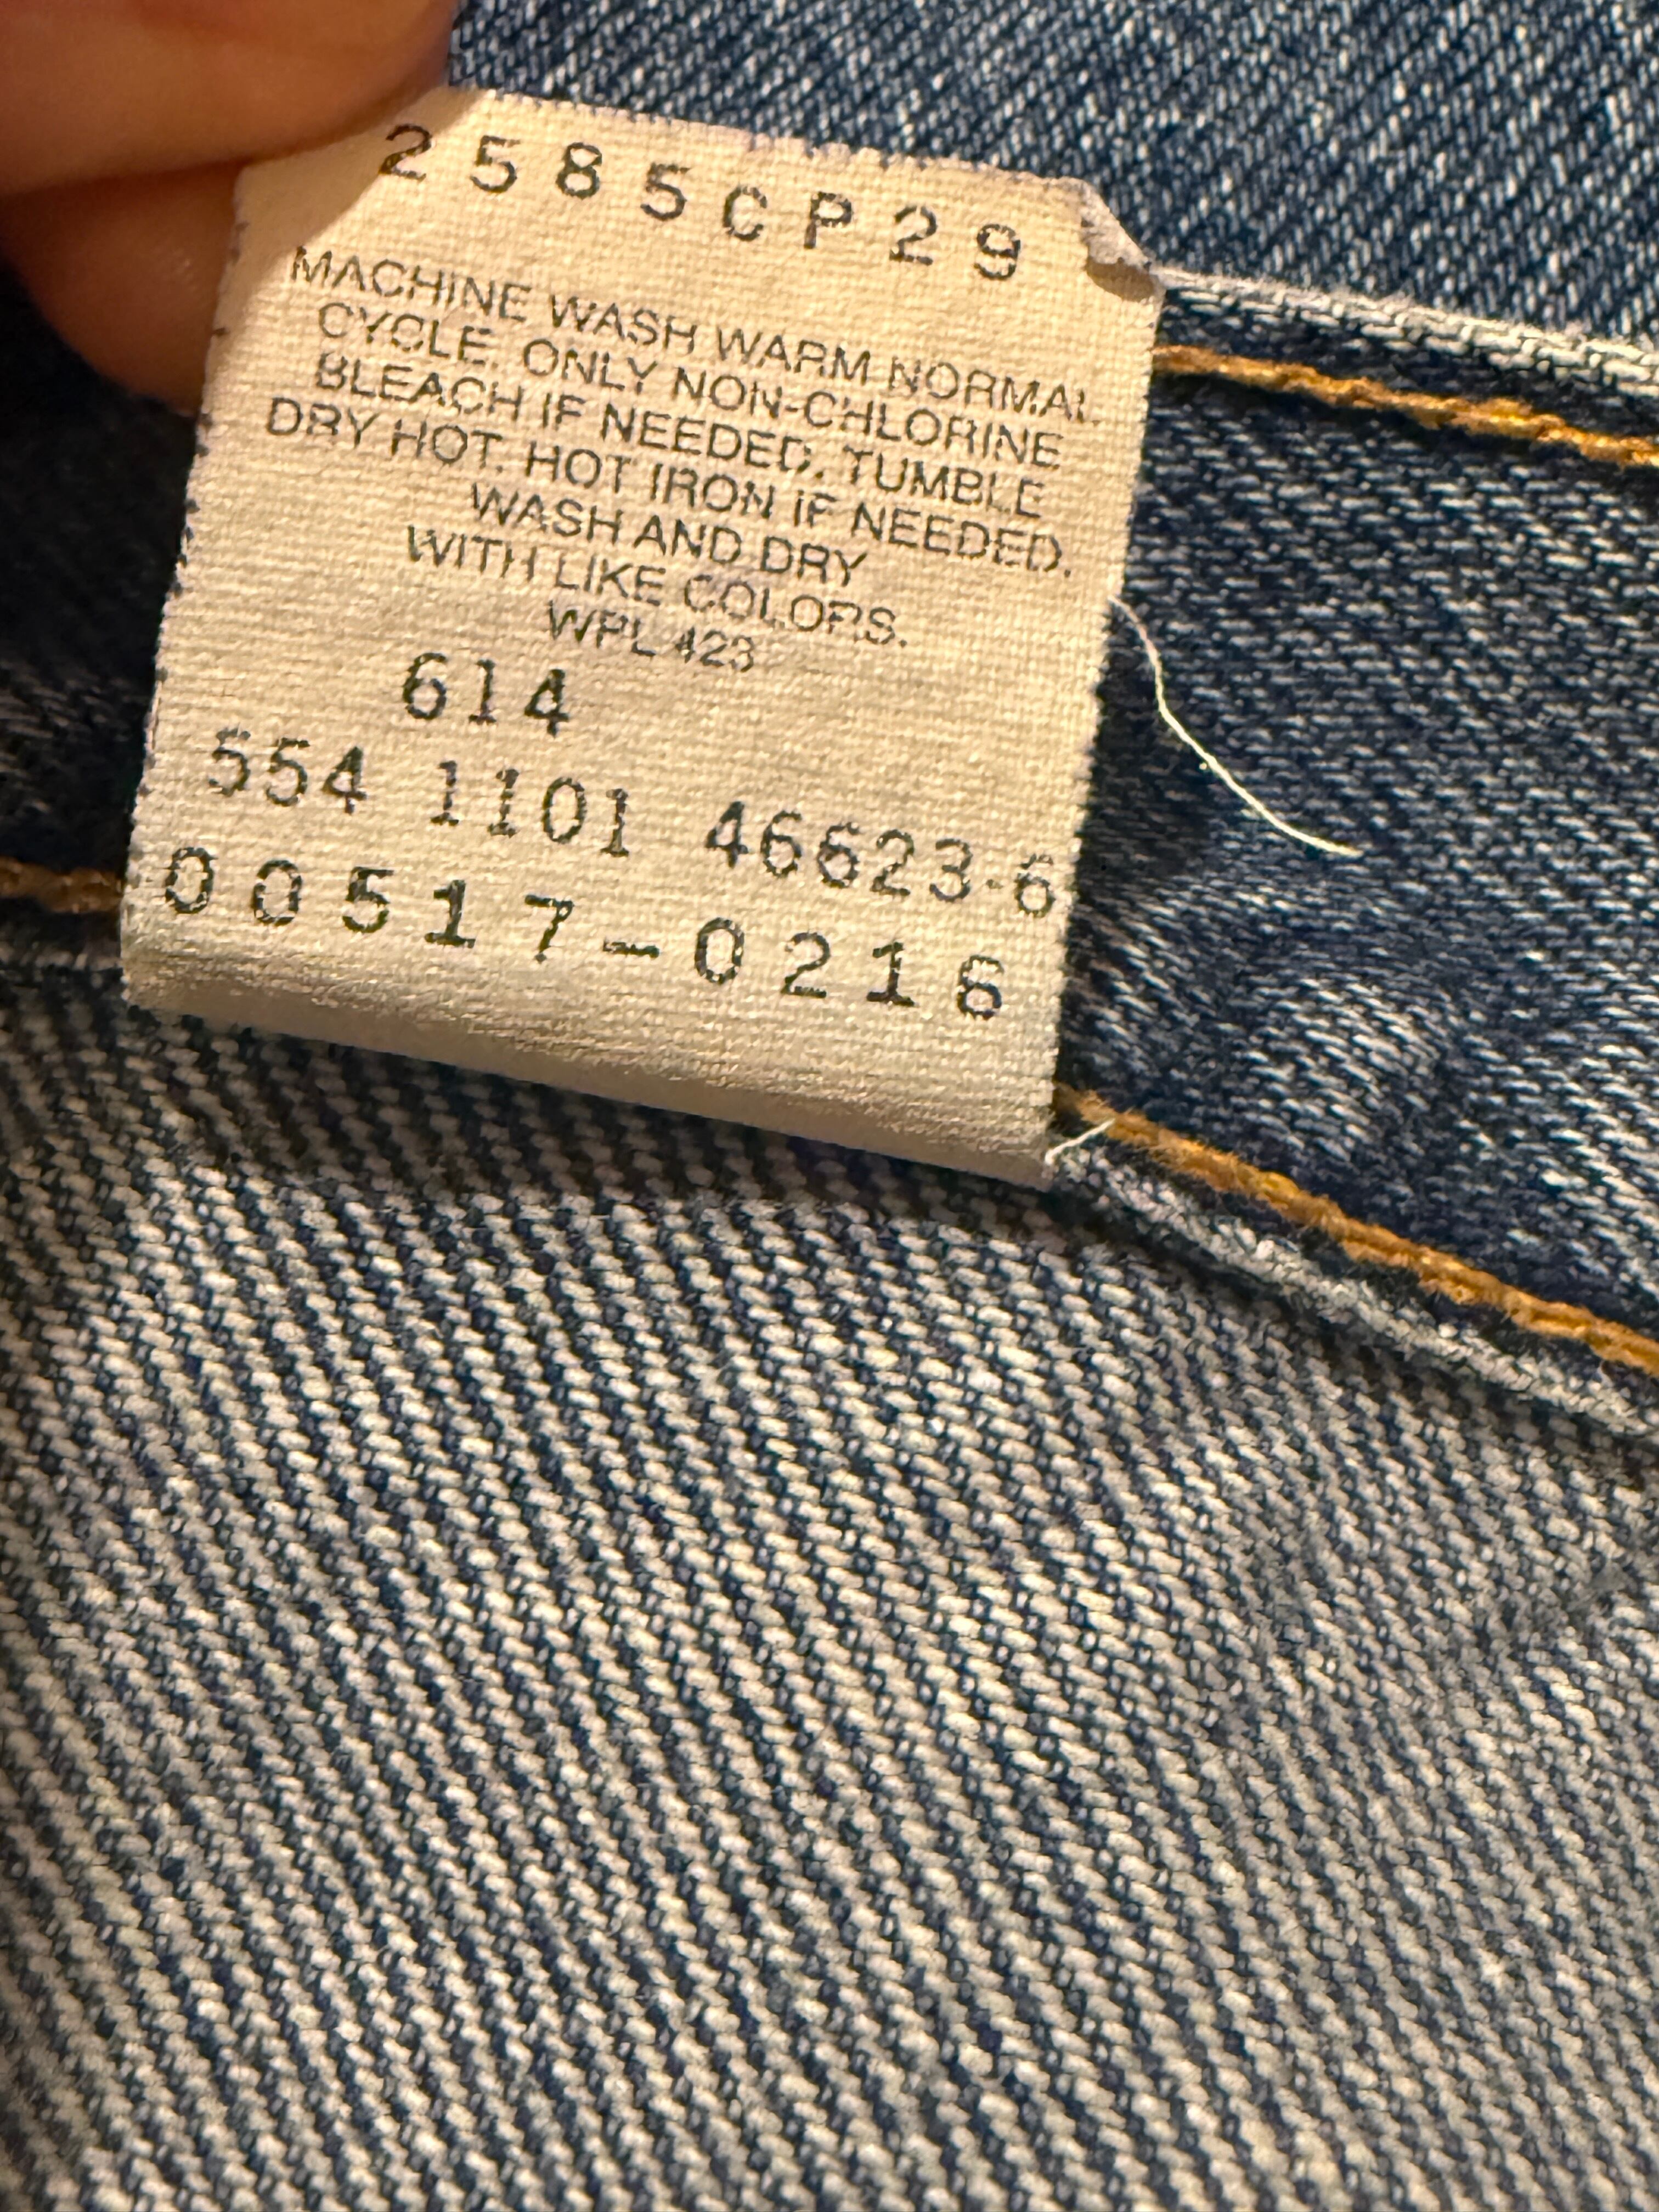 2585CP29
MACHINE WASH WARM NORMAL
CYCLE. ONLY NON-CHLORINE
BLEACH IF NEEDED. TUMBLE
DRY HOT. HOT IRON IF NEEDED.
WASH AND DRY
WITH LIKE COLORS.
WPL 423
614
554 1101 46623-6
00517-0216